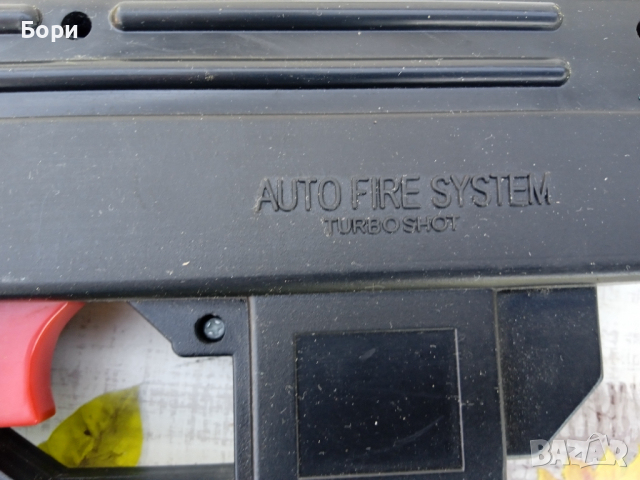 Бори
AUTO FIRE SYSTEM
TURBO SHOT
BAZAR